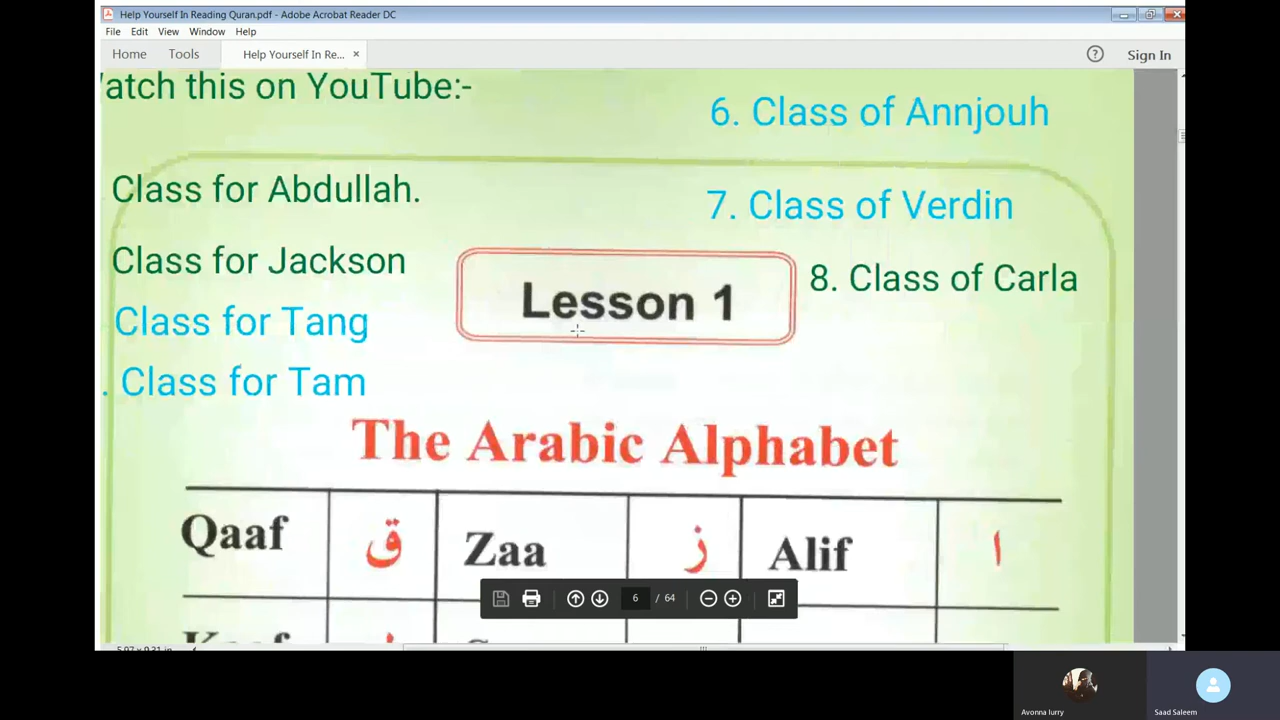 Help Yourself In Reading Quran.pdf - Adobe Acrobat Reader DC
File Edit View Window Help
Home Tools Help Yourself In Re... × Sign In
atch this on YouTube:-
6. Class of Annjouh
Class for Abdullah.
7. Class of Verdin
Class for Jackson
8. Class of Carla
Lesson 1
Class for Tang
. Class for Tam
The Arabic Alphabet
Qaaf ق Zaa ز Alif ا
6 / 64
Avonna lurry
Saad Saleem